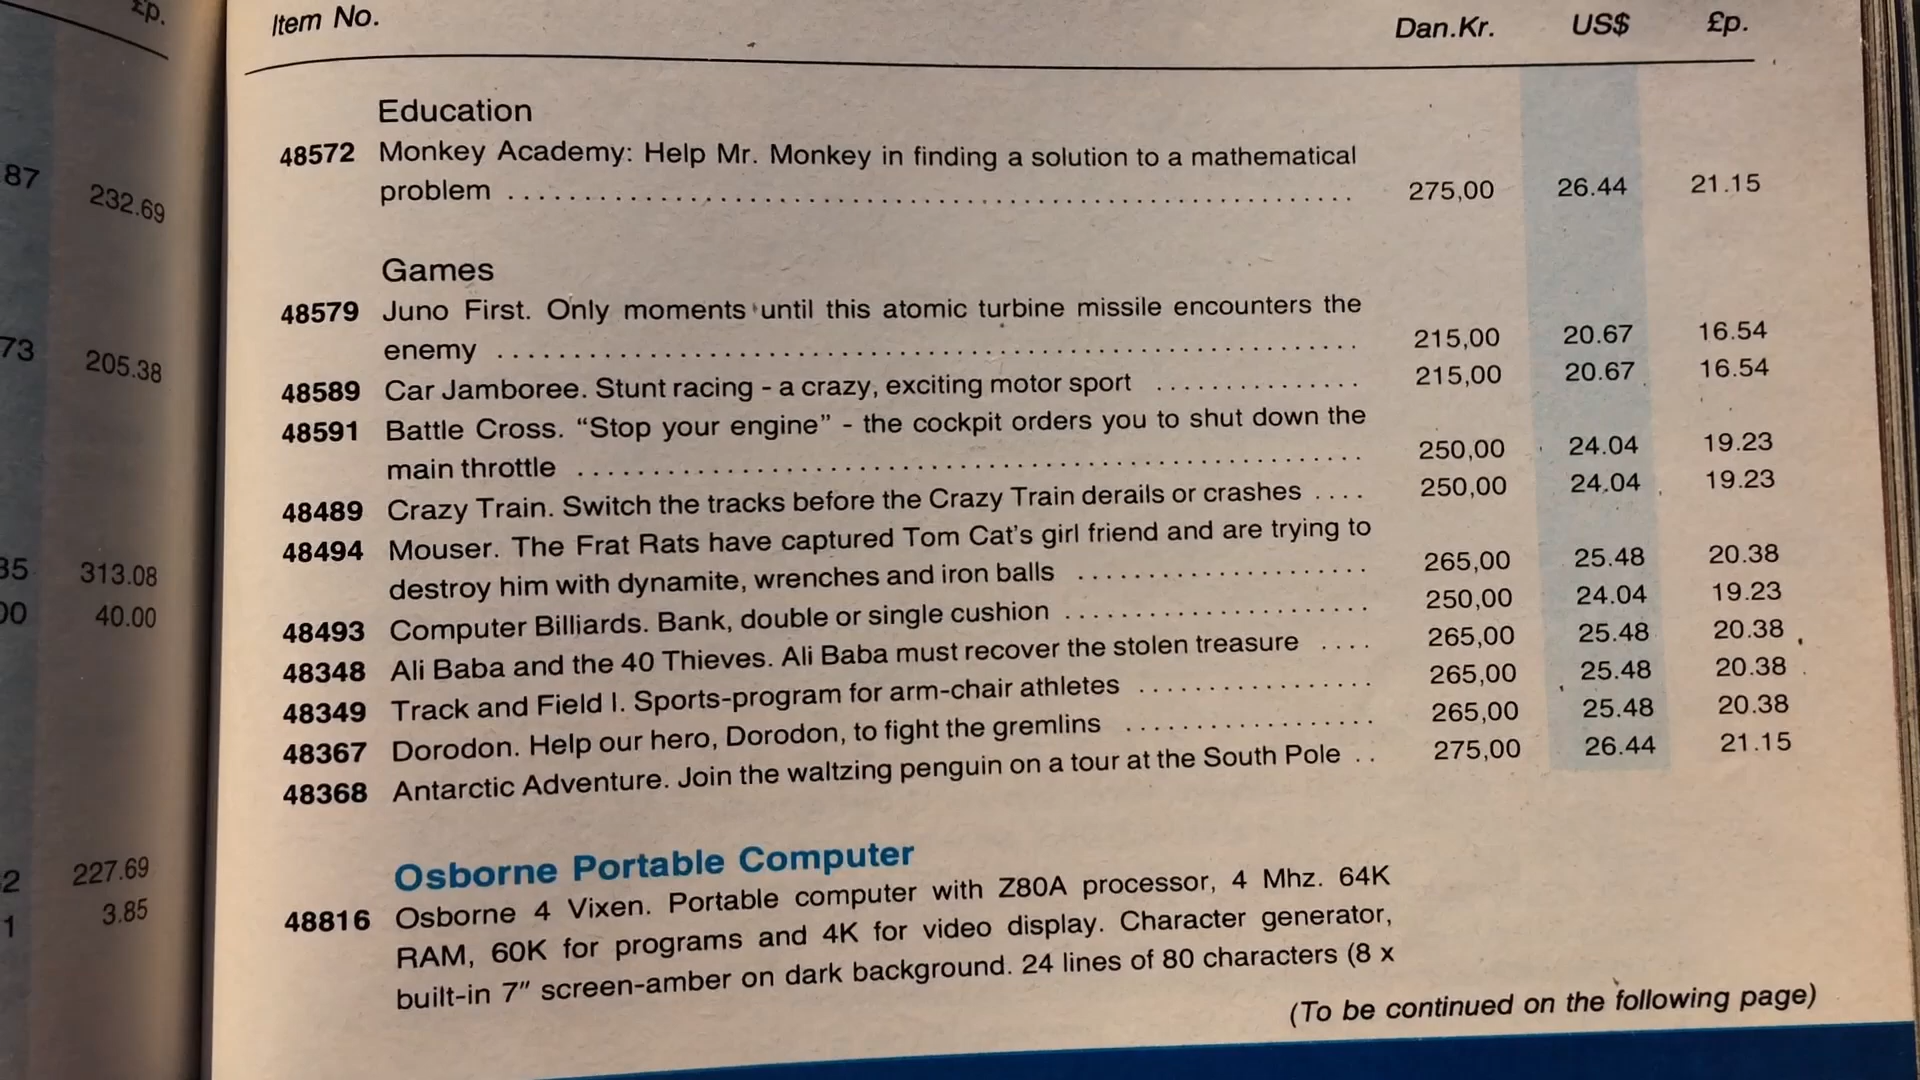 £p.
87 232.69
73 205.38
313.08
40.00
227.69
1 3.85
Item No. Dan.Kr. US$ £p.
Education
48572 Monkey Academy: Help Mr. Monkey in finding a solution to a mathematical
problem ........................................................ 275,00 26.44 21.15
Games
48579 Juno First. Only moments until this atomic turbine missile encounters the
enemy ........................................................ 215,00 20.67 16.54
48589 Car Jamboree. Stunt racing - a crazy, exciting motor sport .............. 215,00 20.67 16.54
48591 Battle Cross. “Stop your engine” - the cockpit orders you to shut down the
main throttle .................................................. 250,00 24.04 19.23
48489 Crazy Train. Switch the tracks before the Crazy Train derails or crashes .... 250,00 24.04 19.23
48494 Mouser. The Frat Rats have captured Tom Cat's girl friend and are trying to
destroy him with dynamite, wrenches and iron balls .................... 265,00 25.48 20.38
48493 Computer Billiards. Bank, double or single cushion ..................... 250,00 24.04 19.23
48348 Ali Baba and the 40 Thieves. Ali Baba must recover the stolen treasure .... 265,00 25.48 20.38
48349 Track and Field I. Sports-program for arm-chair athletes ................ 265,00 25.48 20.38
48367 Dorodon. Help our hero, Dorodon, to fight the gremlins ................. 265,00 25.48 20.38
48368 Antarctic Adventure. Join the waltzing penguin on a tour at the South Pole .. 275,00 26.44 21.15
Osborne Portable Computer
48816 Osborne 4 Vixen. Portable computer with Z80A processor, 4 Mhz. 64K
RAM, 60K for programs and 4K for video display. Character generator,
built-in 7″ screen-amber on dark background. 24 lines of 80 characters (8 x
(To be continued on the following page)